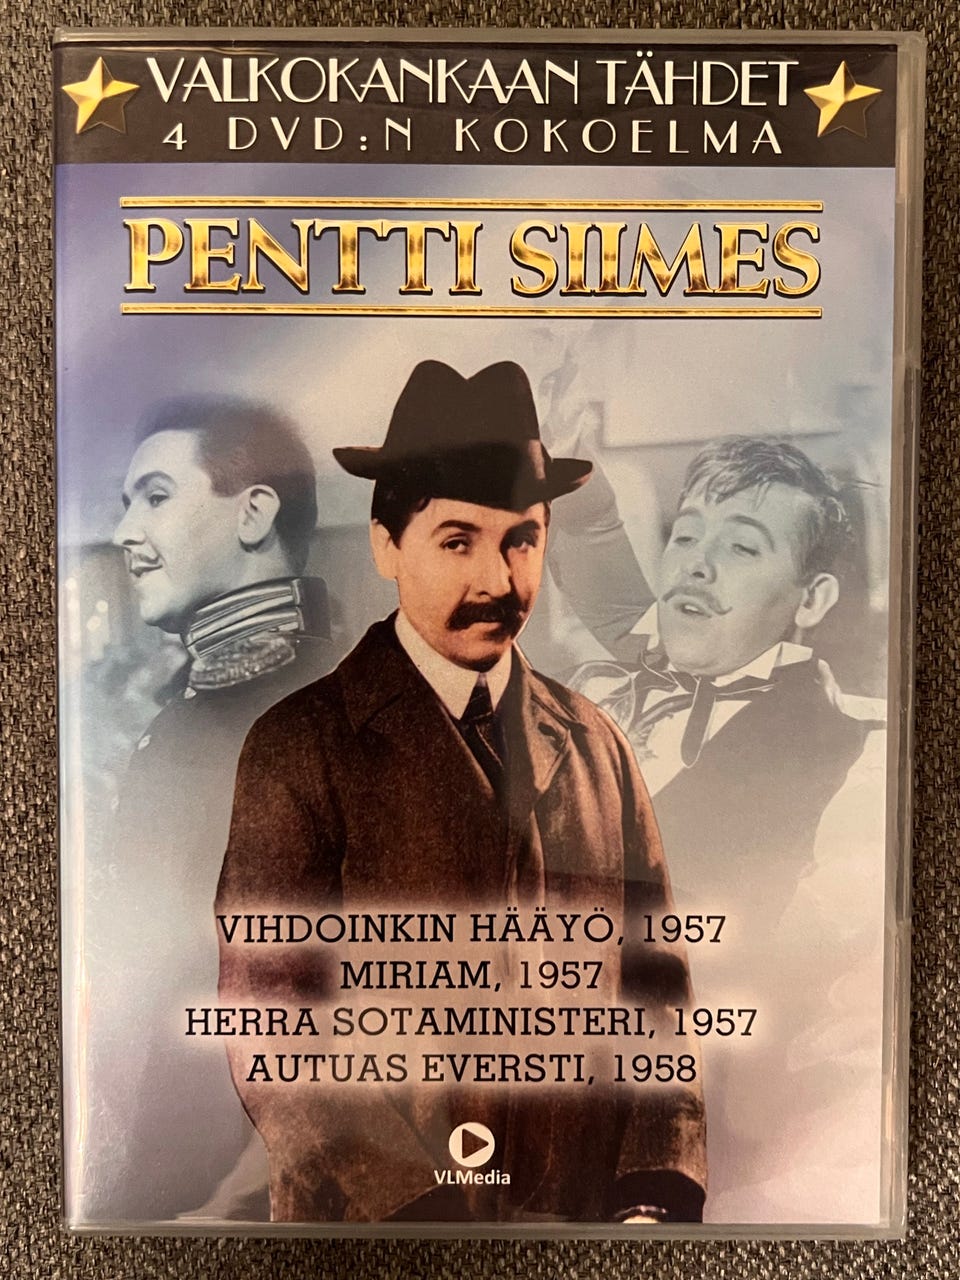 VALKOKANKAAN TÄHDET
4 DVD:N KOKOELMA
PENTTI SIIMES
VIHDOINKIN HÄÄYÖ, 1957
MIRIAM, 1957
HERRA SOTAMINISTERI, 1957
AUTUAS EVERSTI, 1958
VLMedia